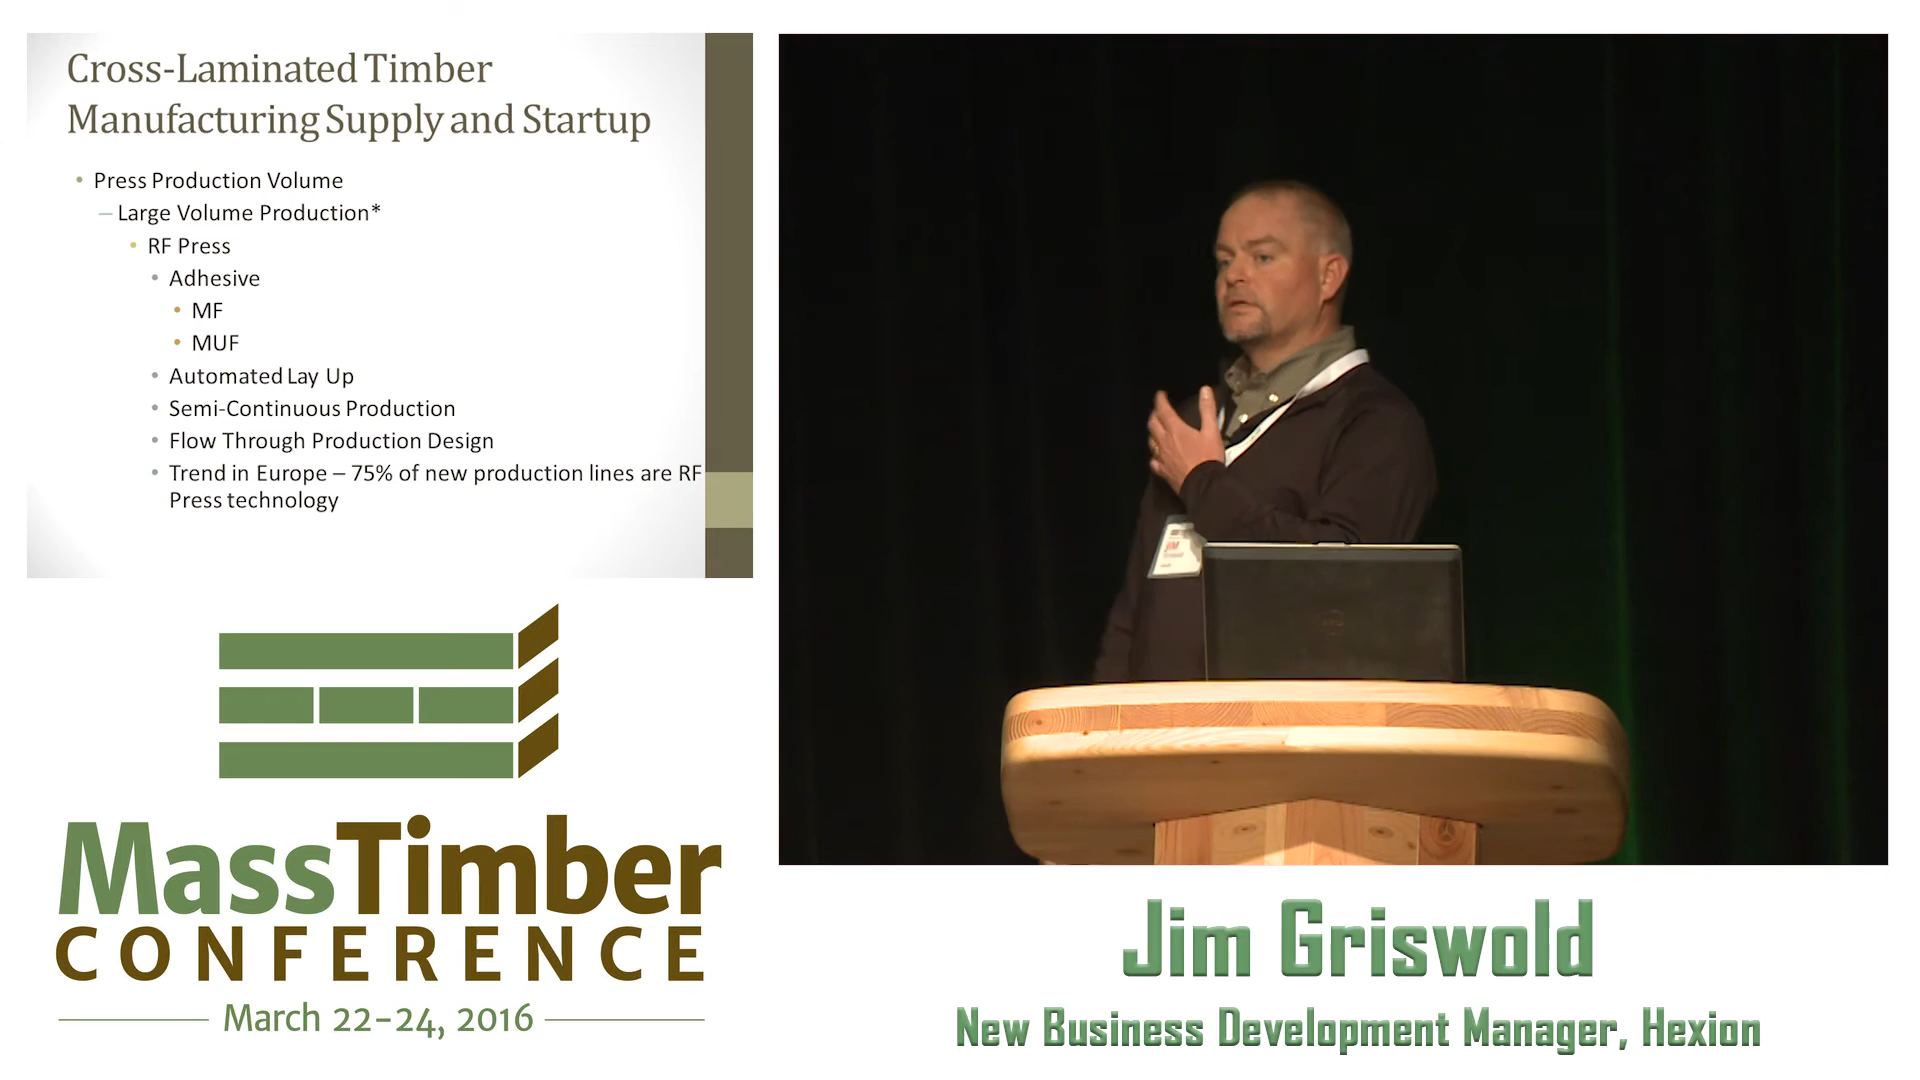 Cross-Laminated Timber
Manufacturing Supply and Startup
• Press Production Volume
– Large Volume Production*
• RF Press
• Adhesive
• MF
• MUF
• Automated Lay Up
• Semi-Continuous Production
• Flow Through Production Design
• Trend in Europe – 75% of new production lines are RF
Press technology
MassTimber
CONFERENCE
March 22-24, 2016
JIM
Jim Griswold
New Business Development Manager, Hexion